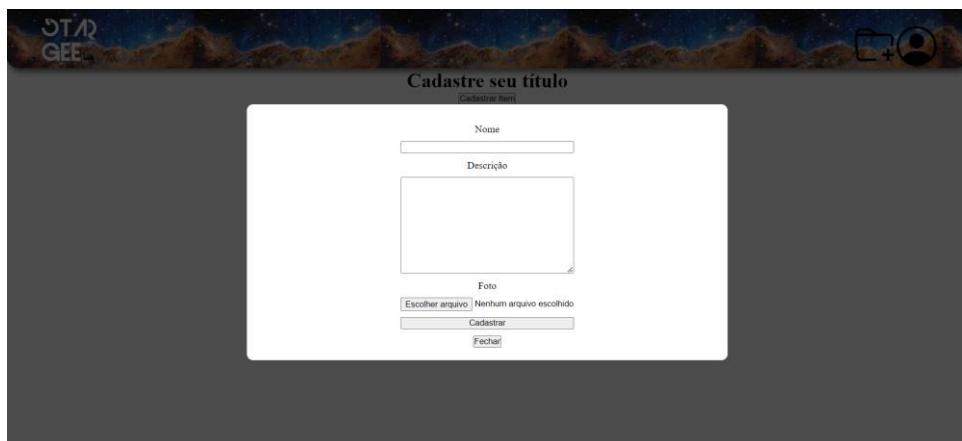 STAR
GEE
Cadastre seu título
Cadastrar Item
Nome
Descrição
Foto
Escolher arquivo Nenhum arquivo escolhido
Cadastrar
Fechar